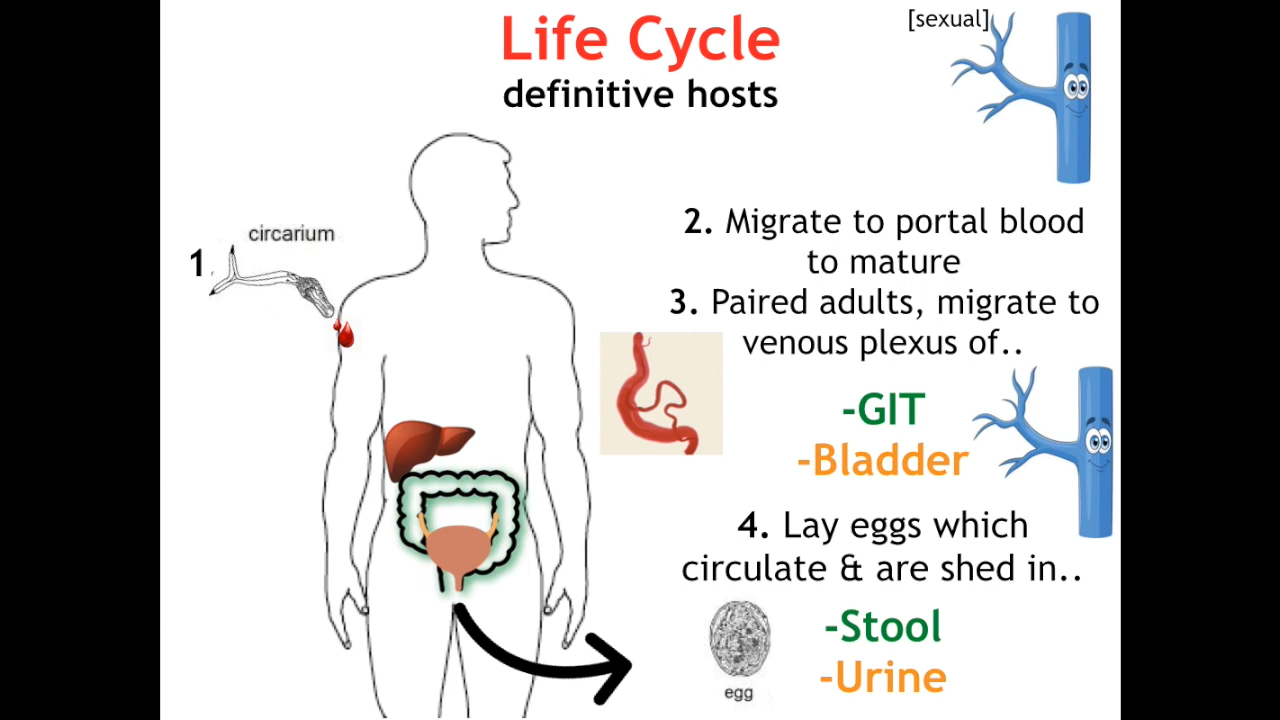 [sexual]
Life Cycle
definitive hosts
circarium
1.
2. Migrate to portal blood
to mature
3. Paired adults, migrate to
venous plexus of..
-GIT
-Bladder
4. Lay eggs which
circulate & are shed in..
-Stool
-Urine
egg